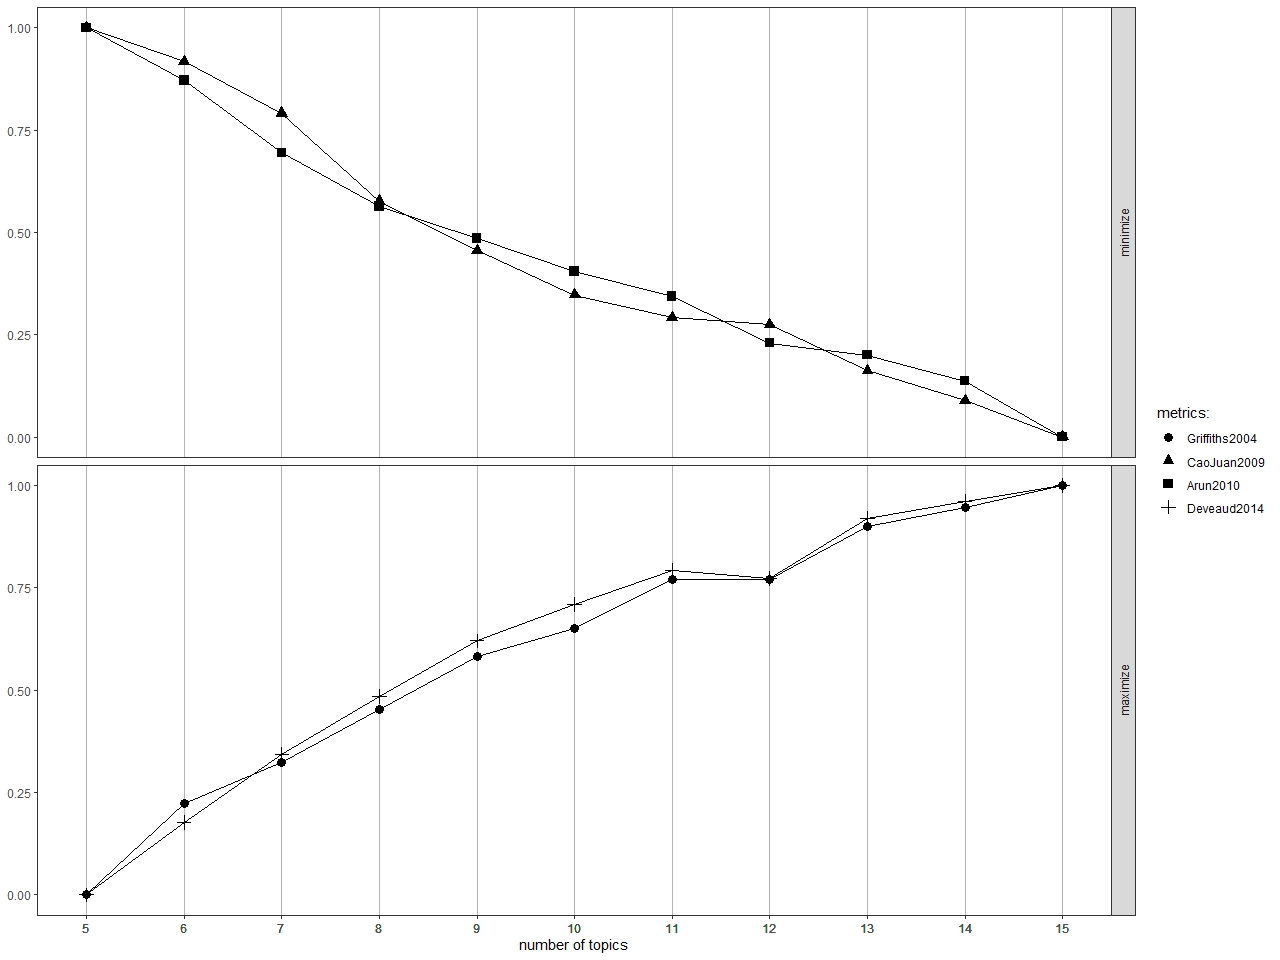 1.00
0.75
0.50
0.25
0.00
minimize
1.00
0.75
0.50
0.25
0.00
maximize
5 6 7 8 9 10 11 12 13 14 15
number of topics
metrics:
Griffiths2004
CaoJuan2009
Arun2010
Deveaud2014